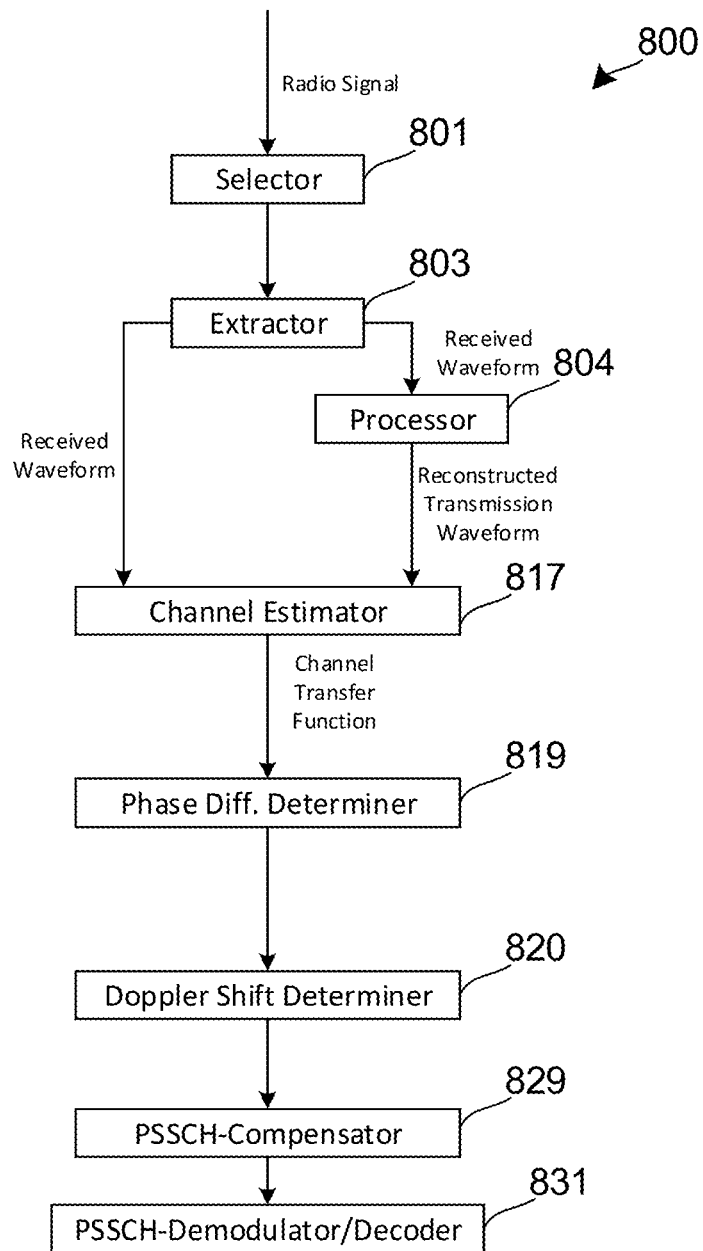 800
Radio Signal
801
Selector
803
Extractor
Received
Waveform
804
Processor
Received
Waveform
Reconstructed
Transmission
Waveform
817
Channel Estimator
Channel
Transfer
Function
819
Phase Diff. Determiner
820
Doppler Shift Determiner
829
PSSCH-Compensator
831
PSSCH-Demodulator/Decoder